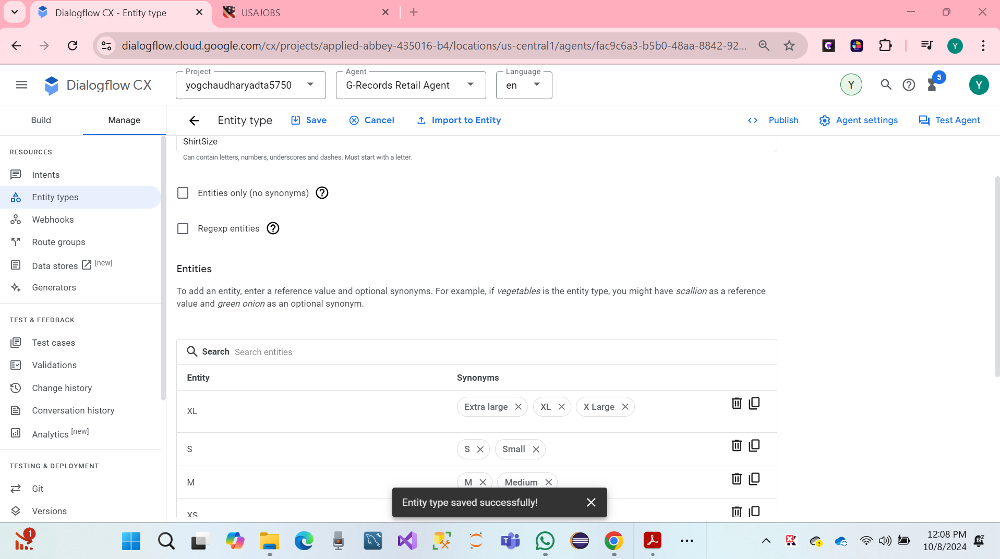 Dialogflow CX - Entity type
USAJOBS
dialogflow.cloud.google.com/cx/projects/applied-abbey-435016-b4/locations/us-central1/agents/fac9c6a3-b5b0-48aa-8842-92...
Y
Dialogflow CX
Project
yogchaudharyadta5750
Agent
G-Records Retail Agent
Language
en
Y
5
Y
Build
Manage
Entity type
Save
Cancel
Import to Entity
Publish
Agent settings
Test Agent
RESOURCES
Intents
Entity types
Webhooks
Route groups
Data stores [new]
Generators
TEST & FEEDBACK
Test cases
Validations
Change history
Conversation history
Analytics [new]
TESTING & DEPLOYMENT
Git
Versions
ShirtSize
Can contain letters, numbers, underscores and dashes. Must start with a letter.
Entities only (no synonyms)
Regexp entities
Entities
To add an entity, enter a reference value and optional synonyms. For example, if vegetables is the entity type, you might have scallion as a reference
value and green onion as an optional synonym.
Search Search entities
Entity Synonyms
XL Extra large XL X Large
S S Small
M M Medium
XS
Entity type saved successfully!
1
12:08 PM
10/8/2024